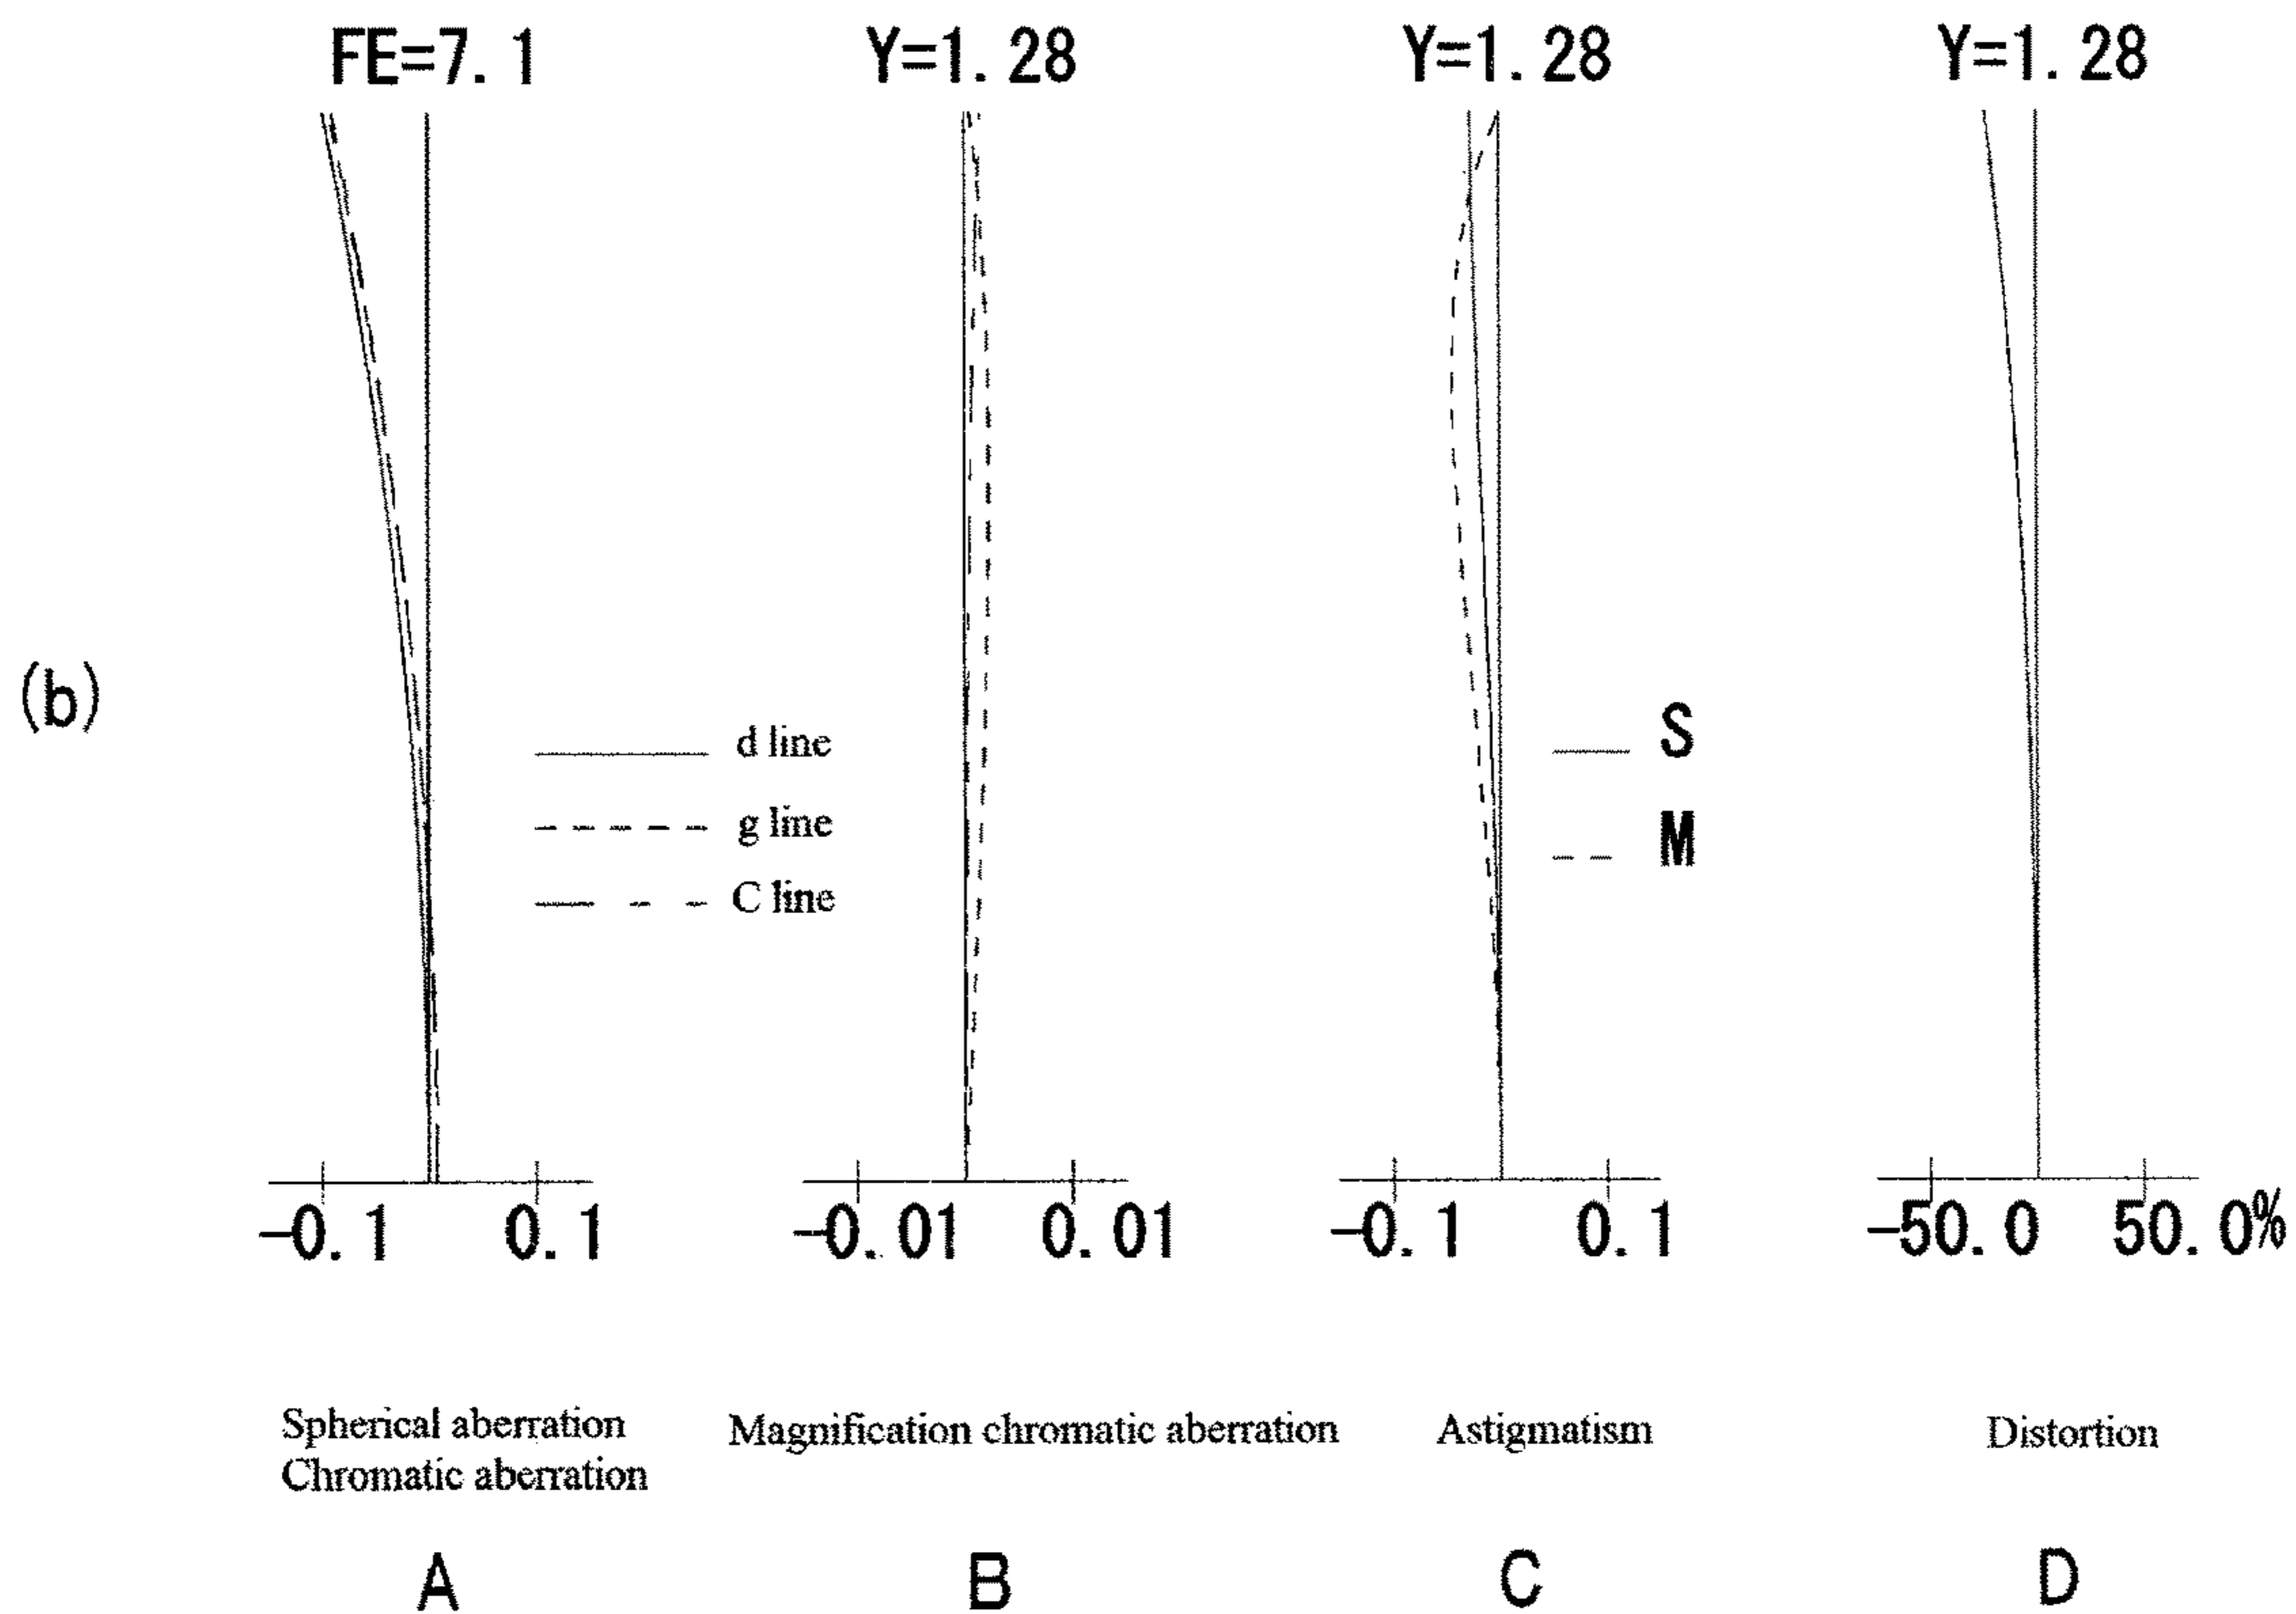 FE=7.1
Y=1.28
Y=1.28
Y=1.28
(b)
d line
g line
C line
S
M
-0.1
0.1
-0.01
0.01
-0.1
0.1
-50.0
50.0%
Spherical aberration
Chromatic aberration
Magnification chromatic aberration
Astigmatism
Distortion
A
B
C
D